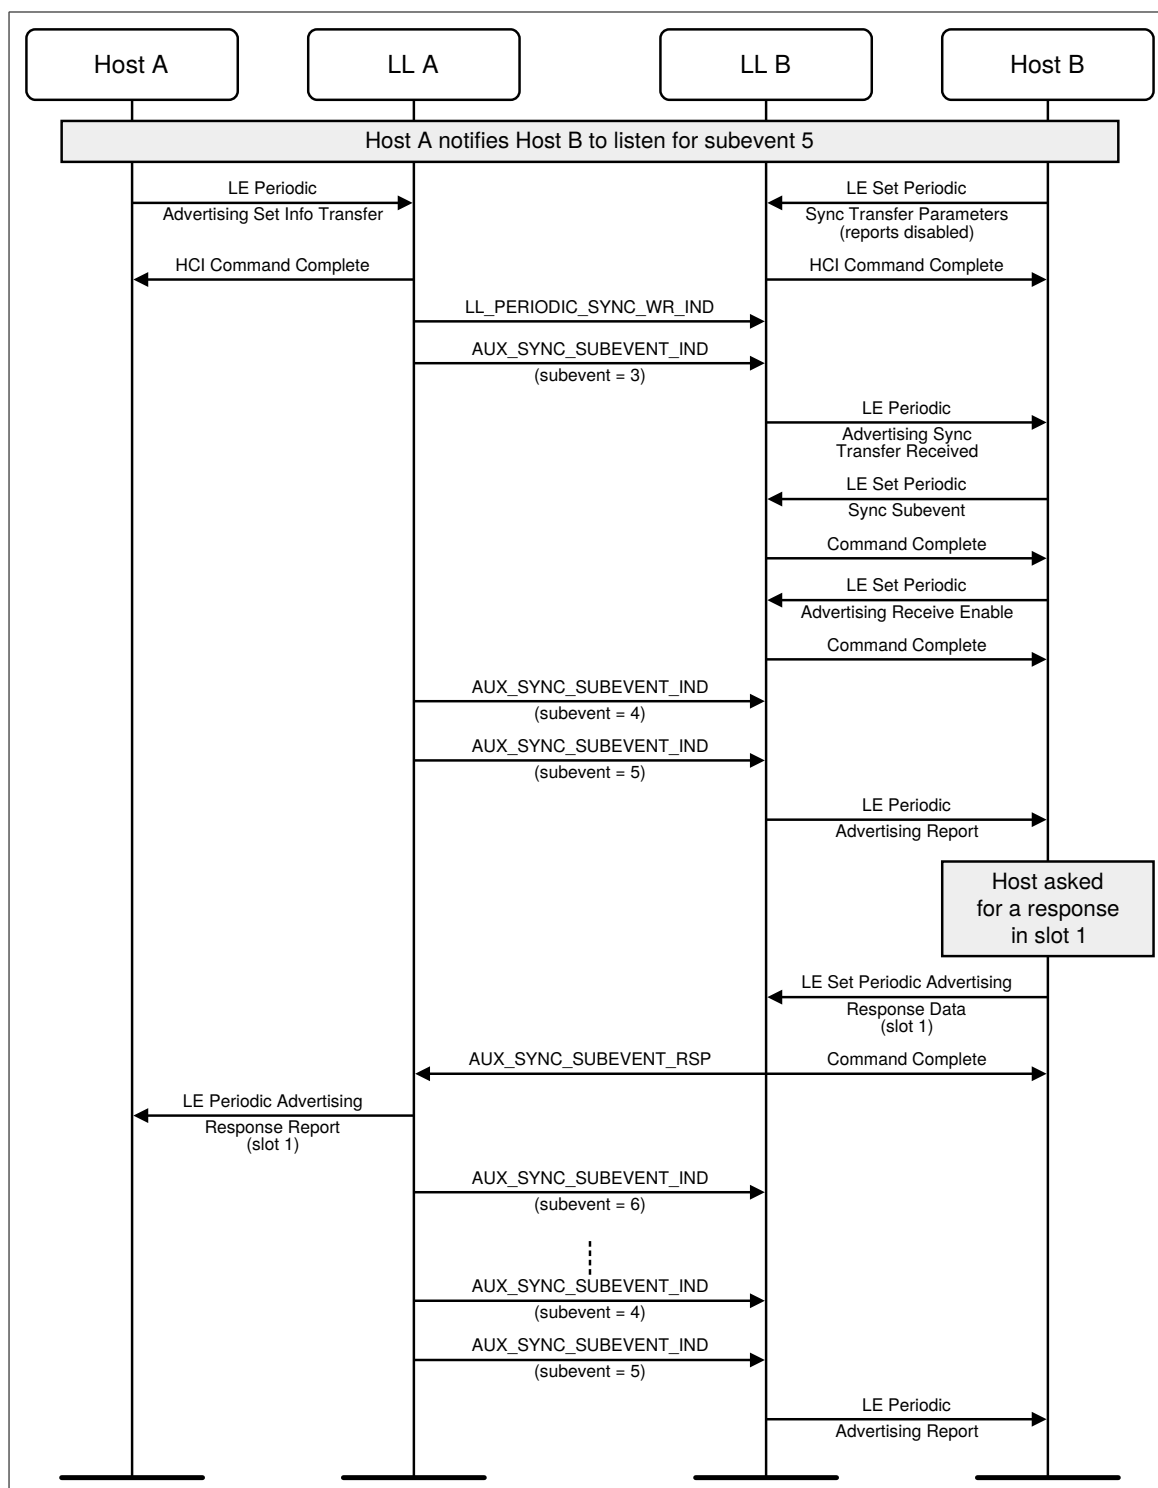 Host A
LL A
LL B
Host B
Host A notifies Host B to listen for subevent 5
LE Periodic
Advertising Set Info Transfer
LE Set Periodic
Sync Transfer Parameters
(reports disabled)
HCI Command Complete
HCI Command Complete
LL_PERIODIC_SYNC_WR_IND
AUX_SYNC_SUBEVENT_IND
(subevent = 3)
LE Periodic
Advertising Sync
Transfer Received
LE Set Periodic
Sync Subevent
Command Complete
LE Set Periodic
Advertising Receive Enable
Command Complete
AUX_SYNC_SUBEVENT_IND
(subevent = 4)
AUX_SYNC_SUBEVENT_IND
(subevent = 5)
LE Periodic
Advertising Report
Host asked
for a response
in slot 1
LE Set Periodic Advertising
Response Data
(slot 1)
AUX_SYNC_SUBEVENT_RSP
Command Complete
LE Periodic Advertising
Response Report
(slot 1)
AUX_SYNC_SUBEVENT_IND
(subevent = 6)
AUX_SYNC_SUBEVENT_IND
(subevent = 4)
AUX_SYNC_SUBEVENT_IND
(subevent = 5)
LE Periodic
Advertising Report